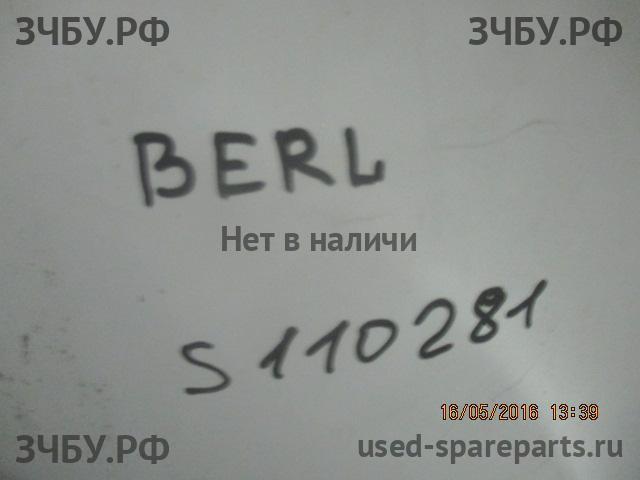 ЗЧБУ.РФ ЗЧБУ.РФ
BERL
Нет в наличи
S110281
16/05/2016 13:39
ЗЧБУ.РФ used-spareparts.ru